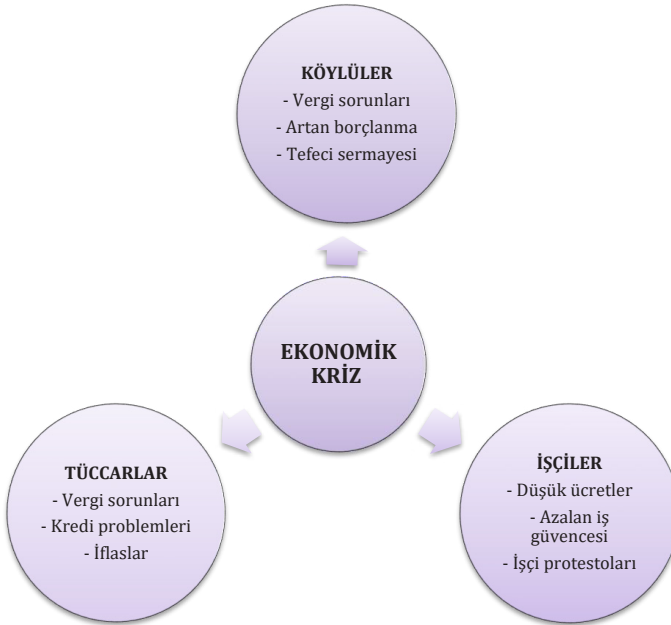 KÖYLÜLER
- Vergi sorunları
- Artan borçlanma
- Tefeci sermayesi
EKONOMİK
KRİZ
TÜCCARLAR
- Vergi sorunları
- Kredi problemleri
- İflaslar
İŞÇİLER
- Düşük ücretler
- Azalan iş
güvencesi
- İşçi protestoları